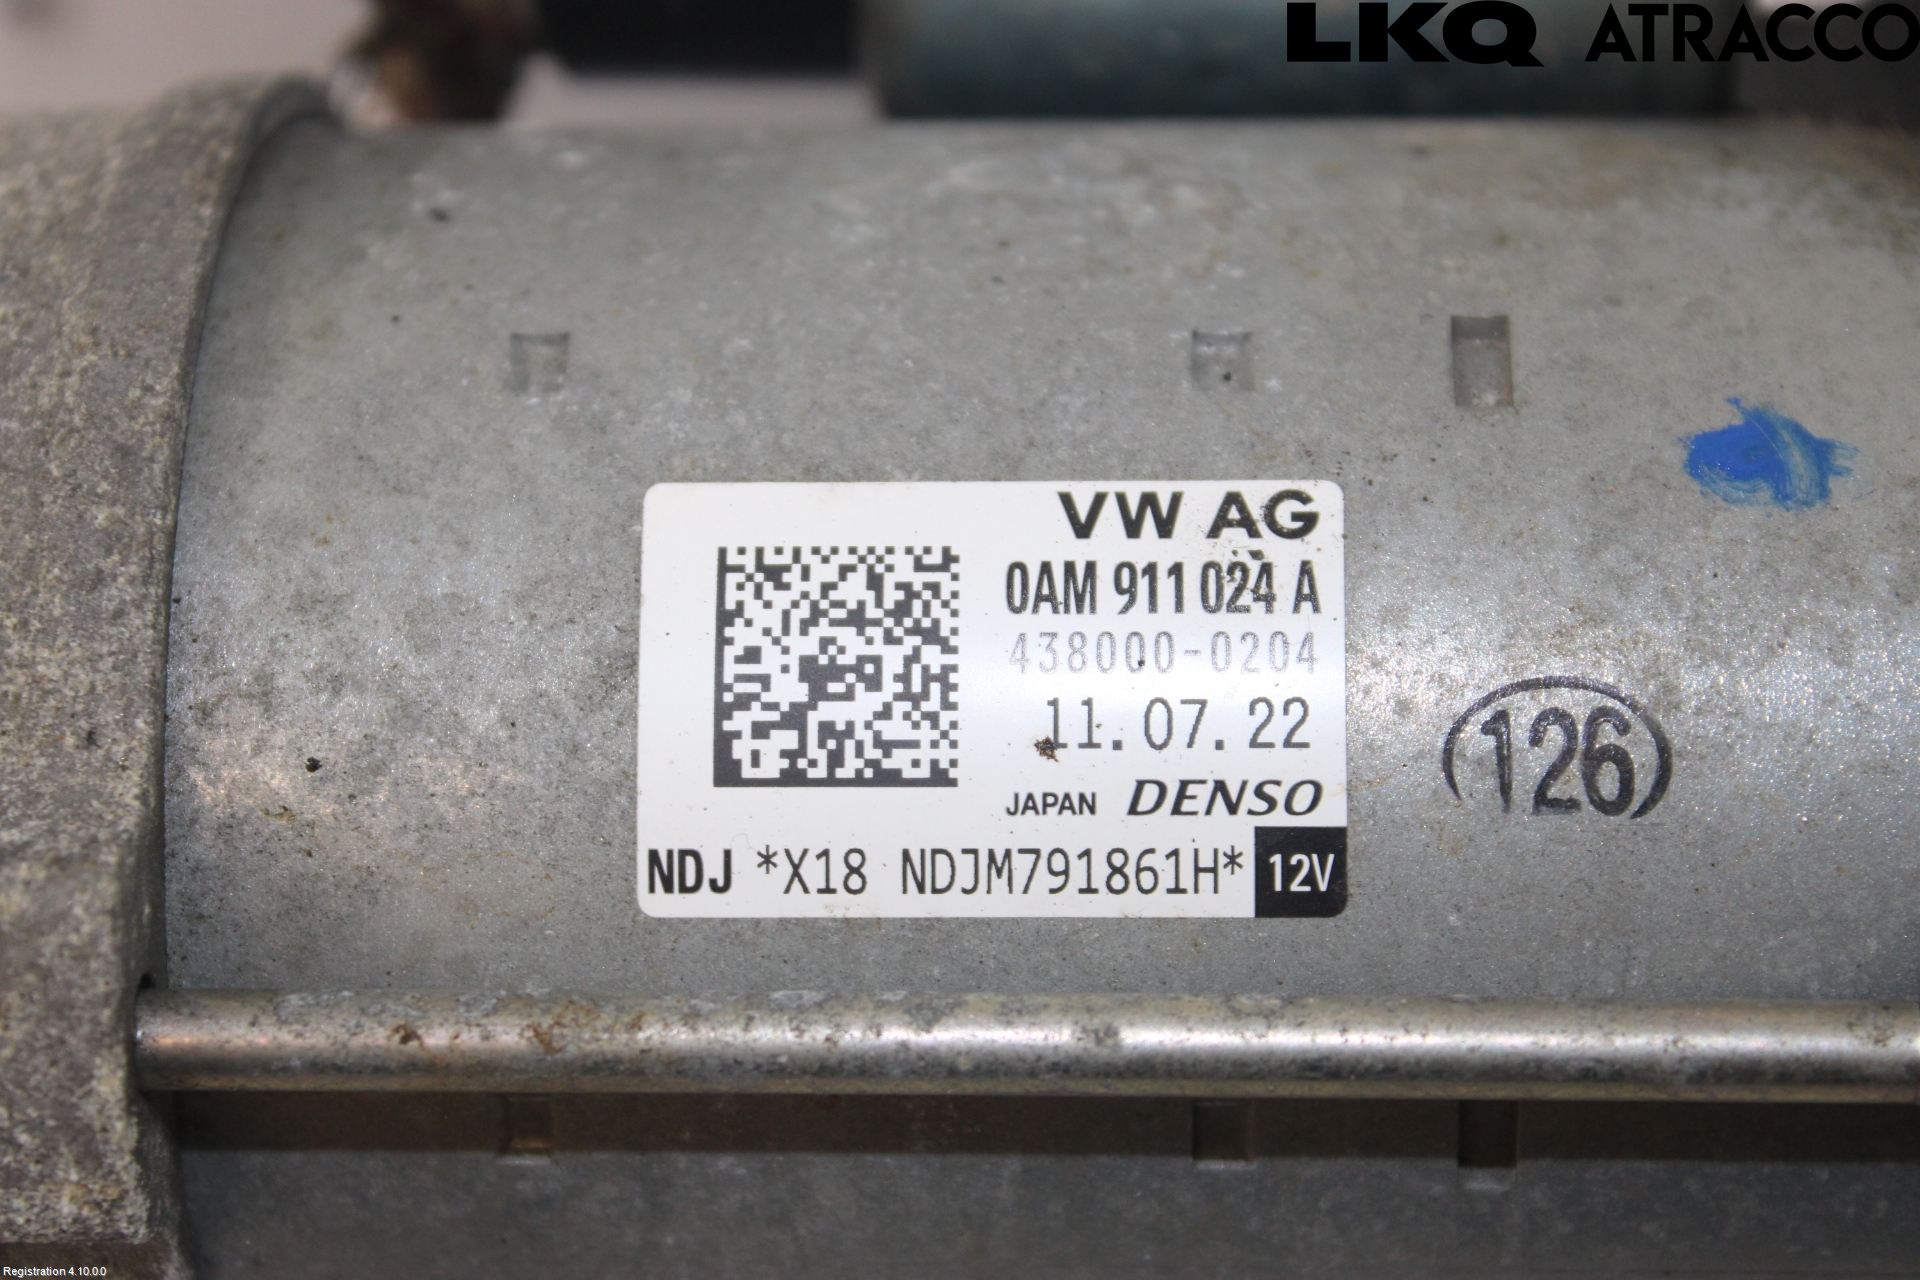 LKQ ATRACCO
VW AG
0AM 911 024 A
438000-0204
11.07.22
JAPAN DENSO
NDJ *X18 NDJM791861H* 12V
126
Registration 4.10.0.0